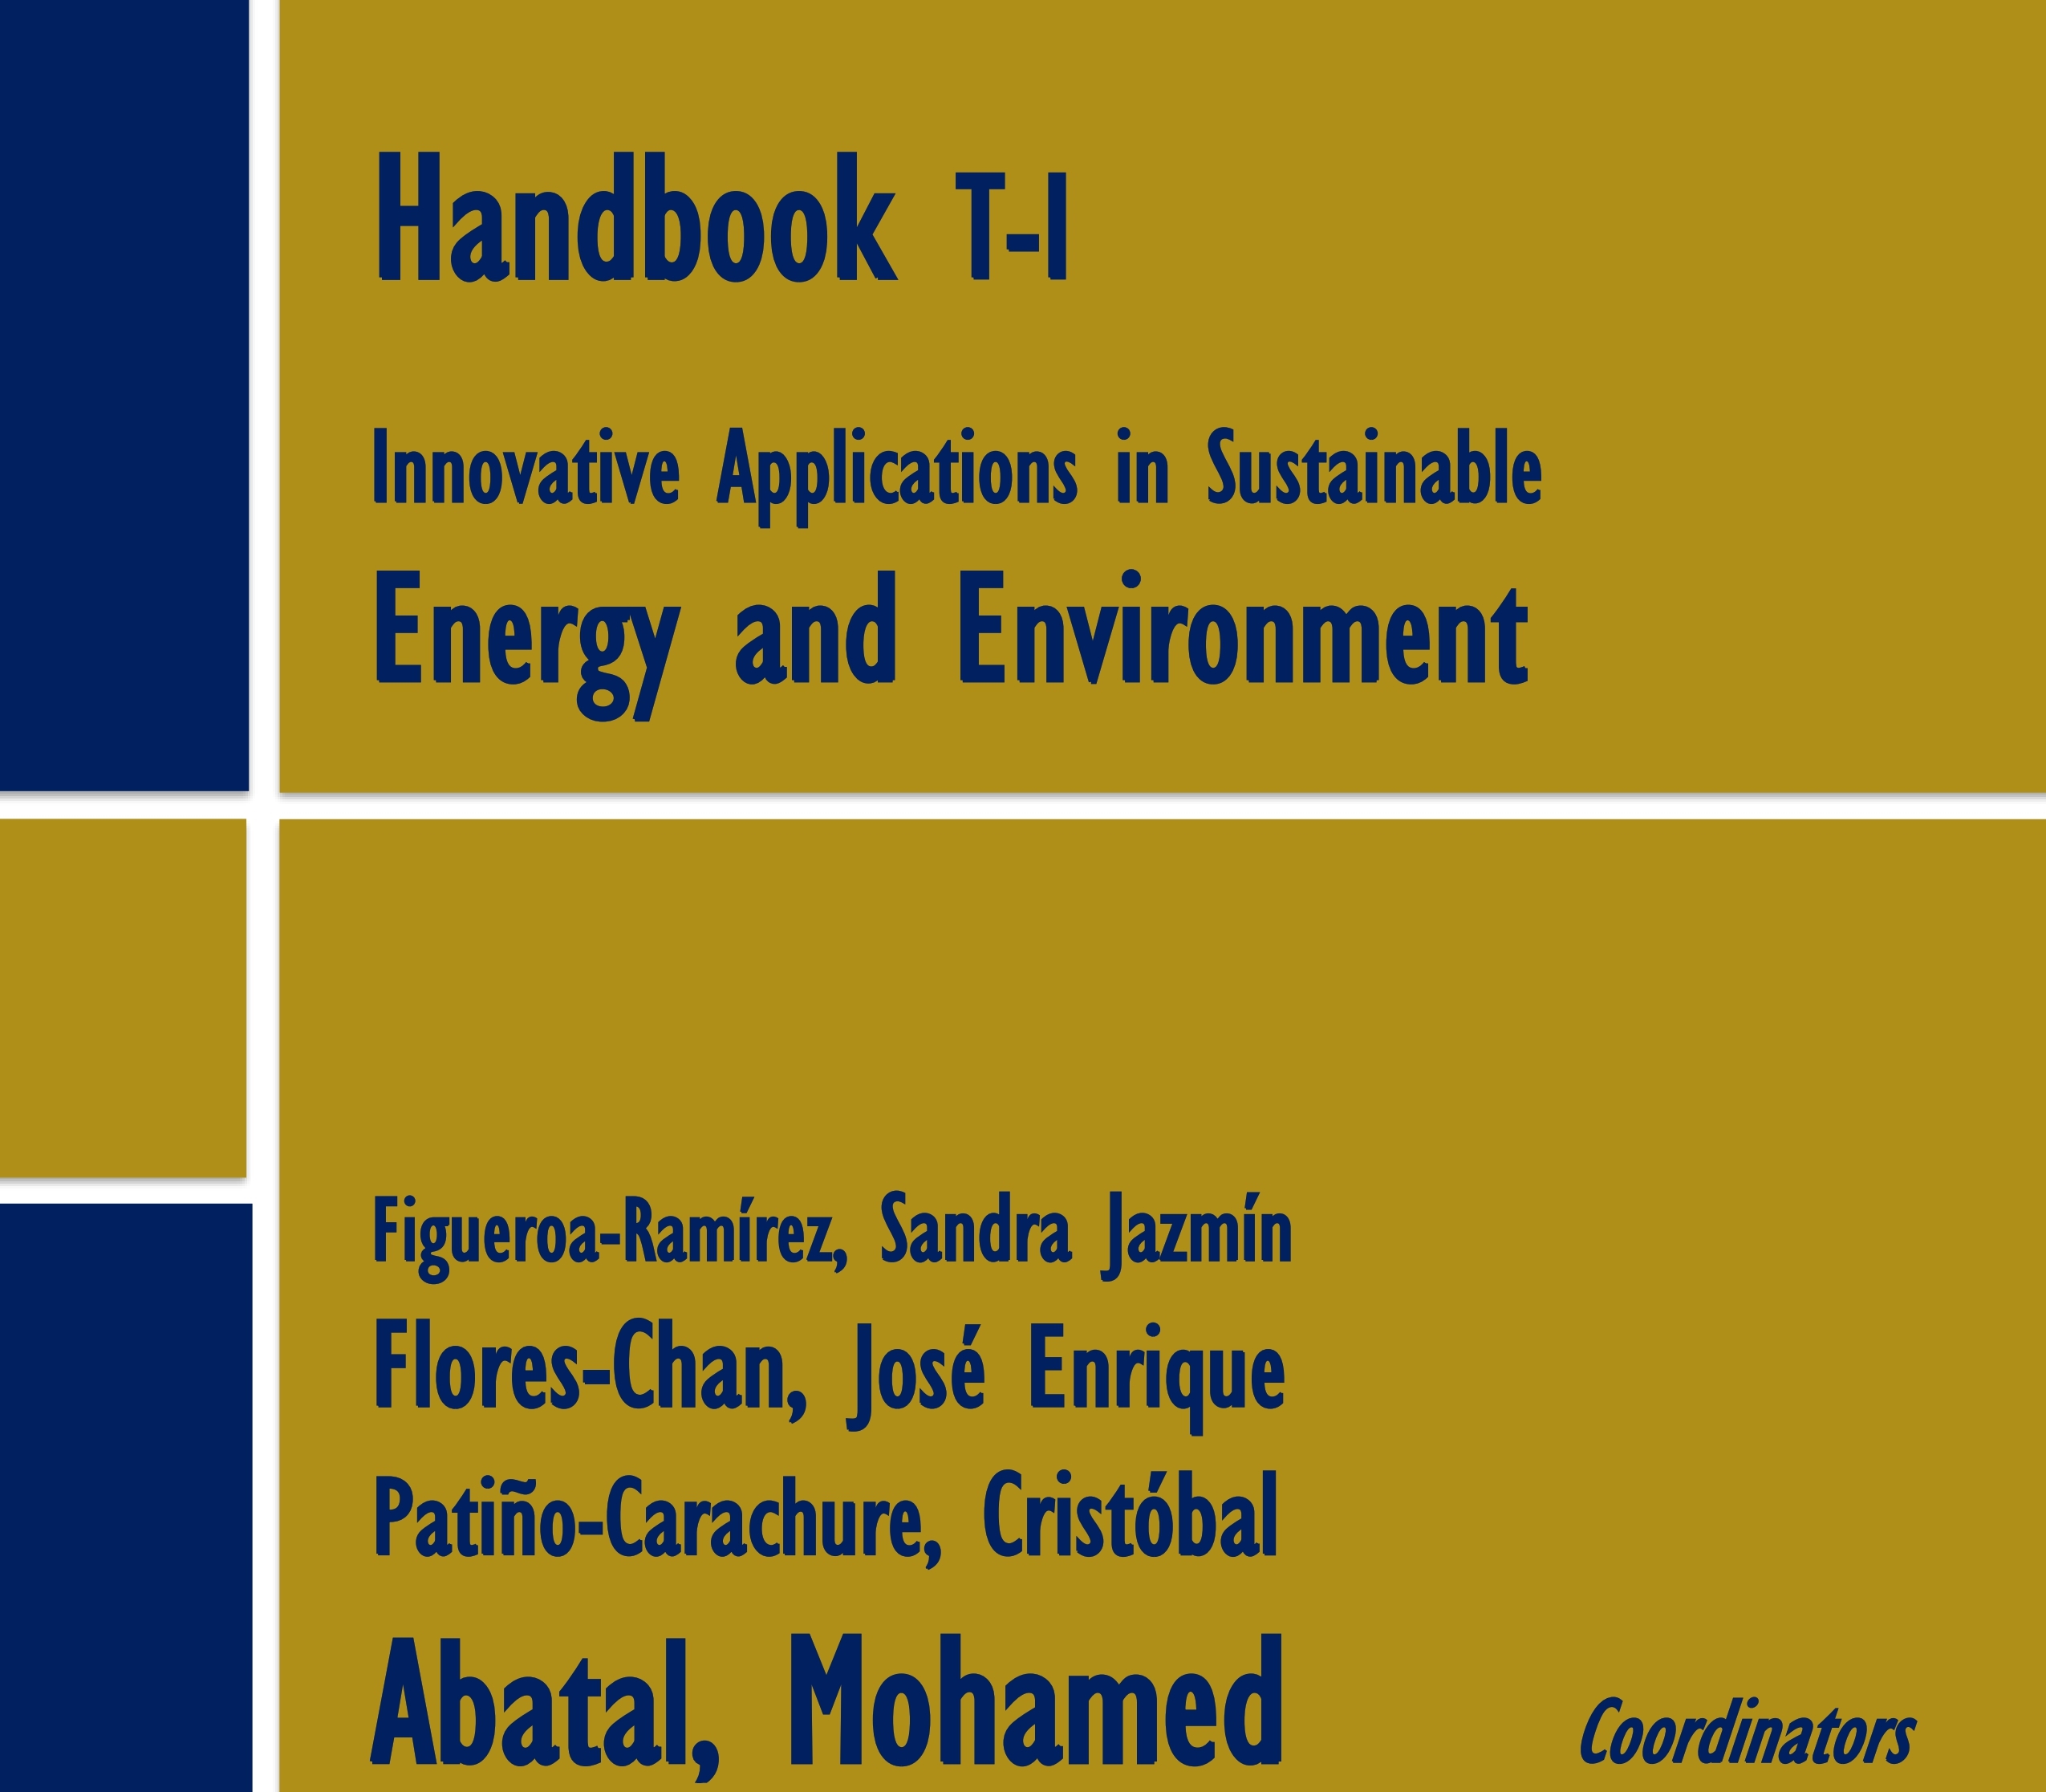 Handbook T-I
Innovative Applications in Sustainable
Energy and Environment
Figueroa-Ramírez, Sandra Jazmín
Flores-Chan, José Enrique
Patiño-Carachure, Cristóbal
Abatal, Mohamed
Coordinators